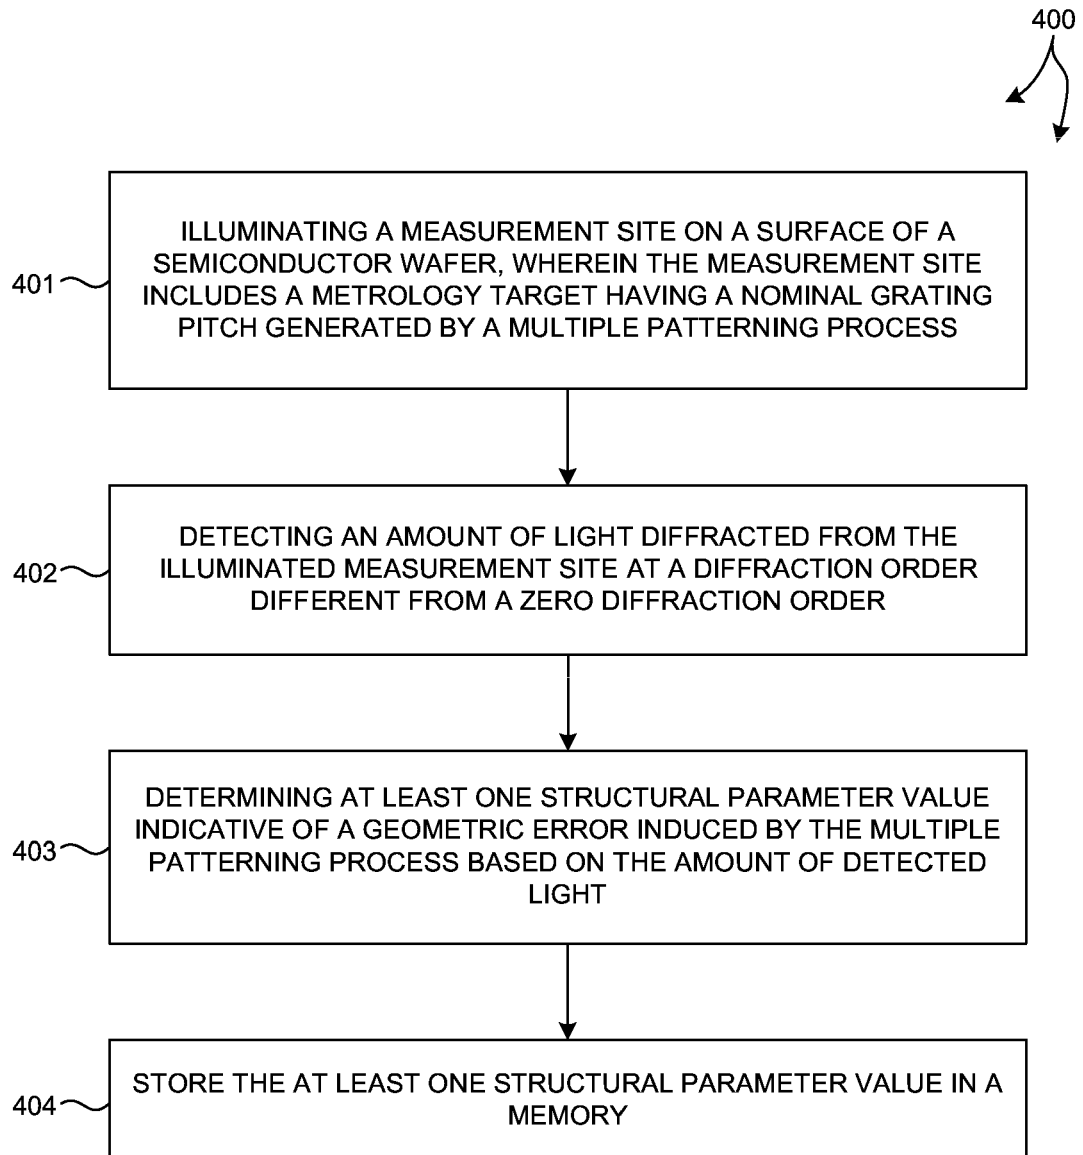 400
ILLUMINATING A MEASUREMENT SITE ON A SURFACE OF A
SEMICONDUCTOR WAFER, WHEREIN THE MEASUREMENT SITE
INCLUDES A METROLOGY TARGET HAVING A NOMINAL GRATING
PITCH GENERATED BY A MULTIPLE PATTERNING PROCESS
401
DETECTING AN AMOUNT OF LIGHT DIFFRACTED FROM THE
ILLUMINATED MEASUREMENT SITE AT A DIFFRACTION ORDER
DIFFERENT FROM A ZERO DIFFRACTION ORDER
402
DETERMINING AT LEAST ONE STRUCTURAL PARAMETER VALUE
INDICATIVE OF A GEOMETRIC ERROR INDUCED BY THE MULTIPLE
PATTERNING PROCESS BASED ON THE AMOUNT OF DETECTED
LIGHT
403
STORE THE AT LEAST ONE STRUCTURAL PARAMETER VALUE IN A
MEMORY
404